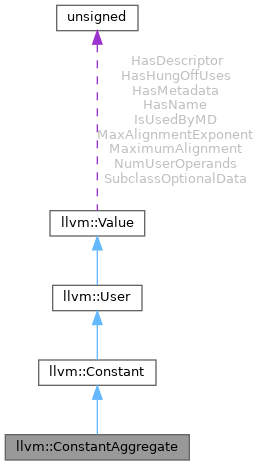 unsigned
HasDescriptor
HasHungOffUses
HasMetadata
HasName
IsUsedByMD
MaxAlignmentExponent
MaximumAlignment
NumUserOperands
SubclassOptionalData
llvm::Value
llvm::User
llvm::Constant
llvm::ConstantAggregate